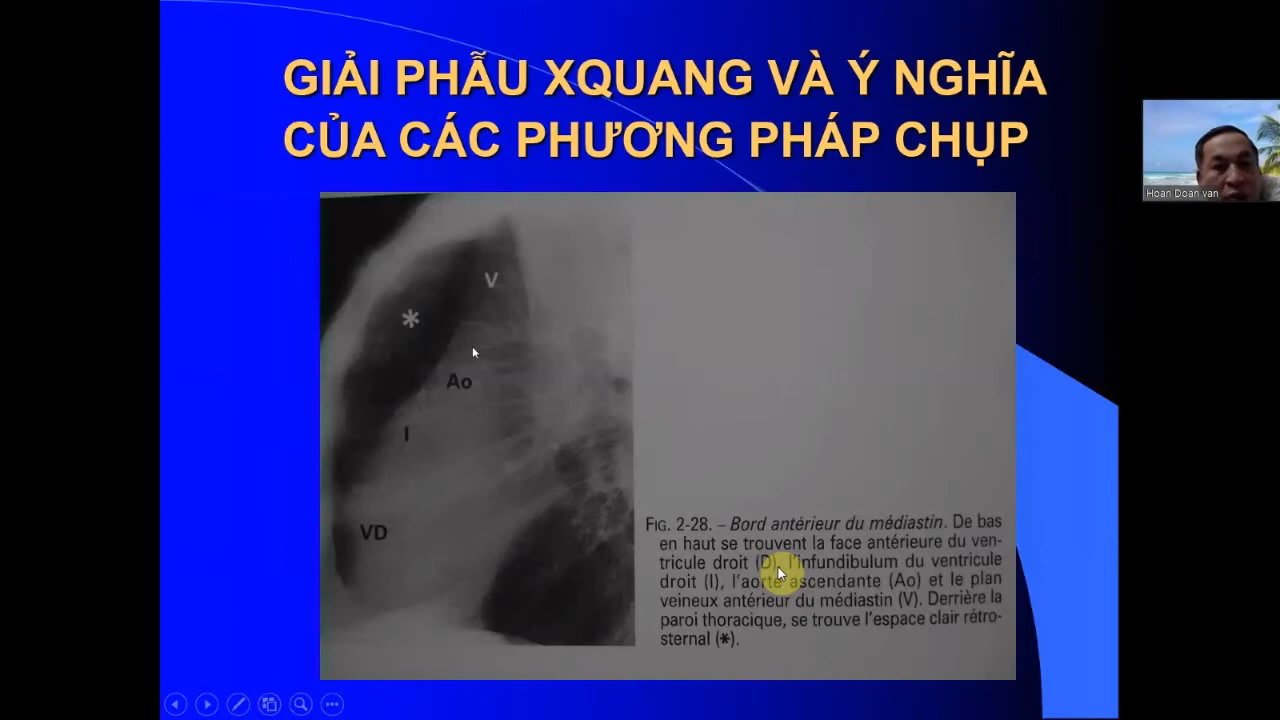 GIẢI PHẪU XQUANG VÀ Ý NGHĨA
CỦA CÁC PHƯƠNG PHÁP CHỤP
Hoan Doan van
V
*
Ao
I
VD
FIG. 2-28. – Bord antérieur du médiastin. De bas
en haut se trouvent la face antérieure du ven-
tricule droit (D), l'infundibulum du ventricule
droit (I), l'aorte ascendante (Ao) et le plan
veineux antérieur du médiastin (V). Derrière la
paroi thoracique, se trouve l'espace clair rétro-
sternal (*).